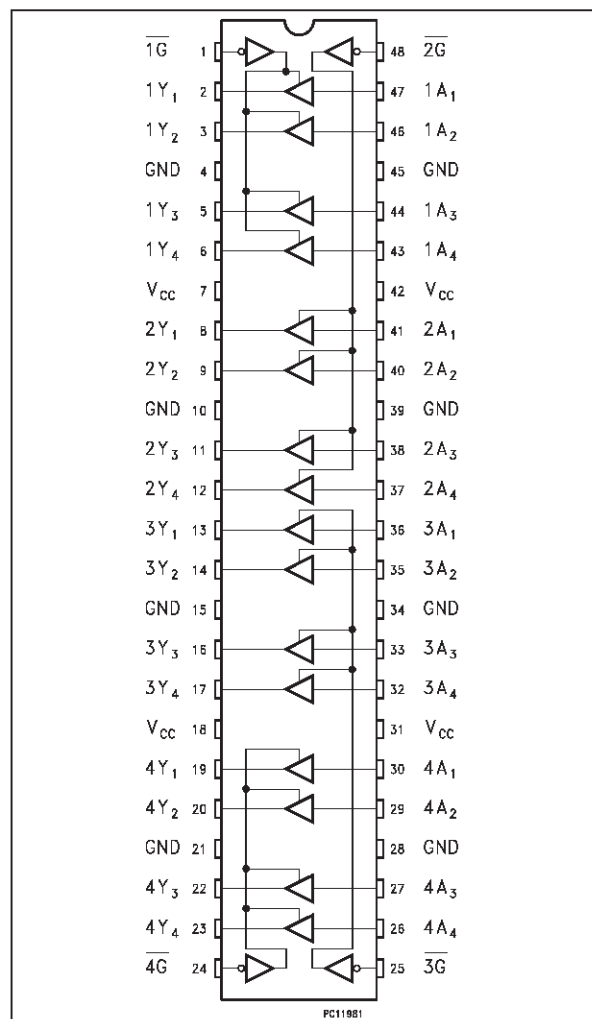 1G 1 48 2G
1Y1 2 47 1A1
1Y2 3 46 1A2
GND 4 45 GND
1Y3 5 44 1A3
1Y4 6 43 1A4
VCC 7 42 VCC
2Y1 8 41 2A1
2Y2 9 40 2A2
GND 10 39 GND
2Y3 11 38 2A3
2Y4 12 37 2A4
3Y1 13 36 3A1
3Y2 14 35 3A2
GND 15 34 GND
3Y3 16 33 3A3
3Y4 17 32 3A4
VCC 18 31 VCC
4Y1 19 30 4A1
4Y2 20 29 4A2
GND 21 28 GND
4Y3 22 27 4A3
4Y4 23 26 4A4
4G 24 25 3G
PC11981